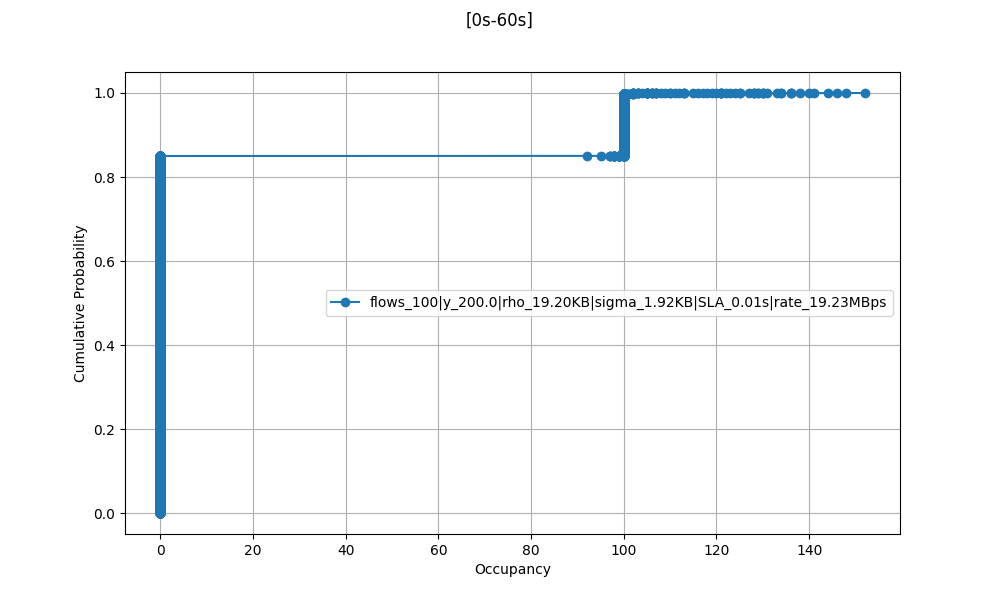 [0s-60s]
1.0
0.8
0.6
0.4
0.2
0.0
Cumulative Probability
flows_100|y_200.0|rho_19.20KB|sigma_1.92KB|SLA_0.01s|rate_19.23MBps
0 20 40 60 80 100 120 140
Occupancy